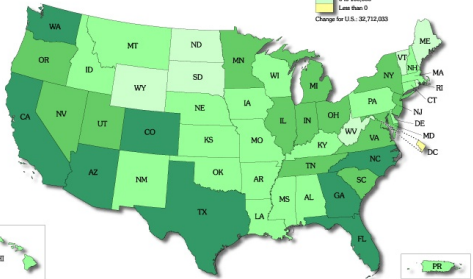 Less than 0
Change for U.S.: 32,712,033
WA
MT
ND
MN
ME
VT
NH
OR
ID
SD
WI
MI
NY
MA
RI
CT
WY
IA
PA
NJ
NE
IL
IN
OH
DE
MD
NV
UT
CO
KS
MO
KY
WV
VA
DC
CA
NC
TN
AZ
NM
OK
AR
SC
MS
AL
GA
TX
LA
FL
PR